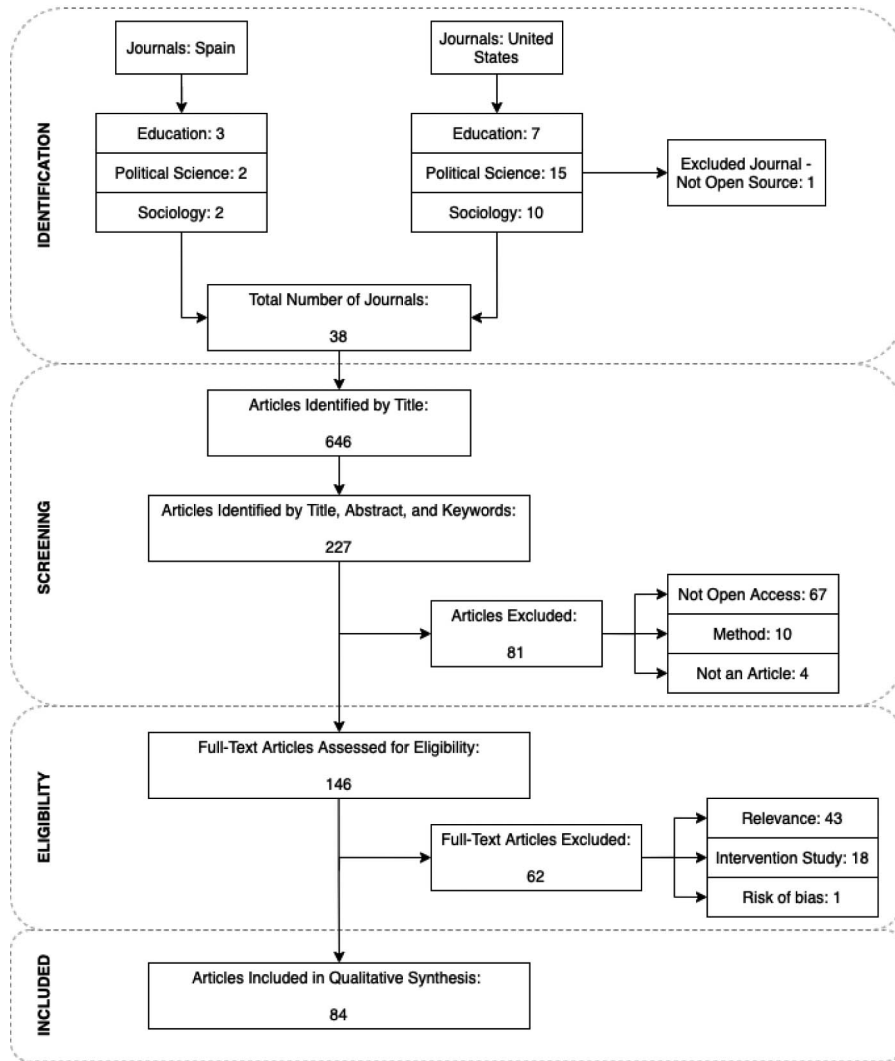 Journals: Spain
Journals: United
States
IDENTIFICATION
Education: 3
Political Science: 2
Sociology: 2
Education: 7
Political Science: 15
Sociology: 10
Excluded Journal -
Not Open Source: 1
Total Number of Journals:
38
SCREENING
Articles Identified by Title:
646
Articles Identified by Title, Abstract, and Keywords:
227
Articles Excluded:
81
Not Open Access: 67
Method: 10
Not an Article: 4
ELIGIBILITY
Full-Text Articles Assessed for Eligibility:
146
Full-Text Articles Excluded:
62
Relevance: 43
Intervention Study: 18
Risk of bias: 1
INCLUDED
Articles Included in Qualitative Synthesis:
84